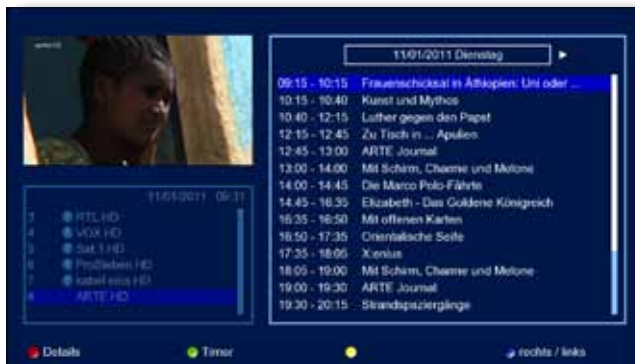 11/01/2011 Dienstag
09:15 - 10:15 Frauenschicksal in Äthiopien: Uni oder ...
10:15 - 10:40 Kunst und Mythos
10:40 - 12:15 Luther gegen den Papst
12:15 - 12:45 Zu Tisch in ... Apulien
12:45 - 13:00 ARTE Journal
13:00 - 14:00 Mit Schirm, Charme und Melone
14:00 - 14:45 Die Marco Polo-Fährte
14:45 - 16:35 Elizabeth - Das Goldene Königreich
16:35 - 16:50 Mit offenen Karten
16:50 - 17:35 Orientalische Seife
17:35 - 18:05 X:enius
18:05 - 19:00 Mit Schirm, Charme und Melone
19:00 - 19:30 ARTE Journal
19:30 - 20:15 Strandspaziergänge
11/01/2011 09:31
3 RTL HD
4 VOX HD
5 Sat 1 HD
6 ProSieben HD
7 kabel eins HD
8 ARTE HD
Details
Timer
rechts / links